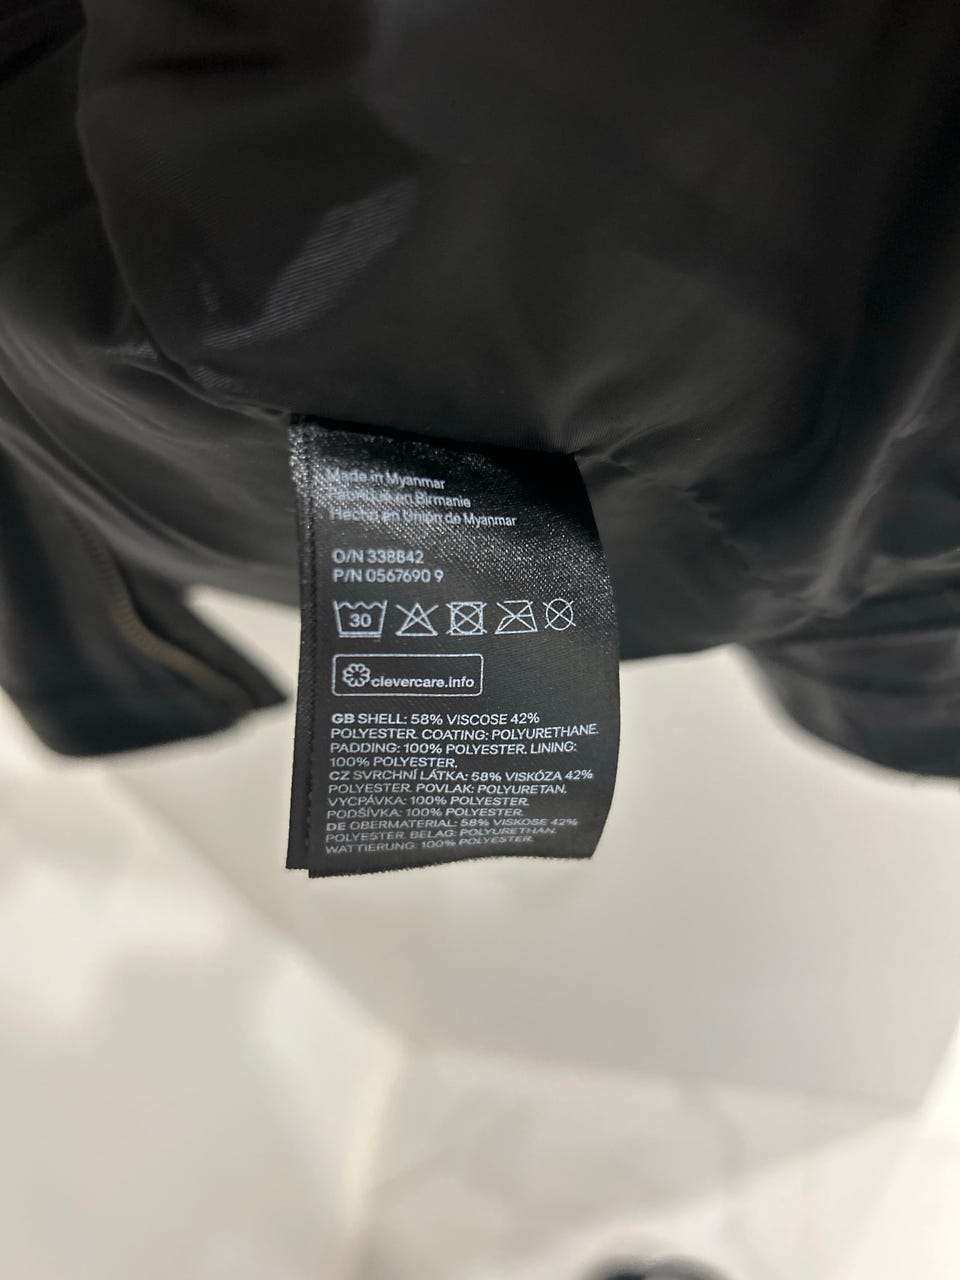 Made in Myanmar
Fabriqué en Birmanie
Hecho en Unión de Myanmar
O/N 338842
P/N 0567690 9
30
clevercare.info
GB SHELL: 58% VISCOSE 42%
POLYESTER. COATING: POLYURETHANE.
PADDING: 100% POLYESTER. LINING:
100% POLYESTER.
CZ SVRCHNÍ LÁTKA: 58% VISKÓZA 42%
POLYESTER. POVLAK: POLYURETAN.
VYCPÁVKA: 100% POLYESTER.
PODŠÍVKA: 100% POLYESTER.
DE OBERMATERIAL: 58% VISKOSE 42%
POLYESTER. BELAG: POLYURETHAN.
WATTIERUNG: 100% POLYESTER.